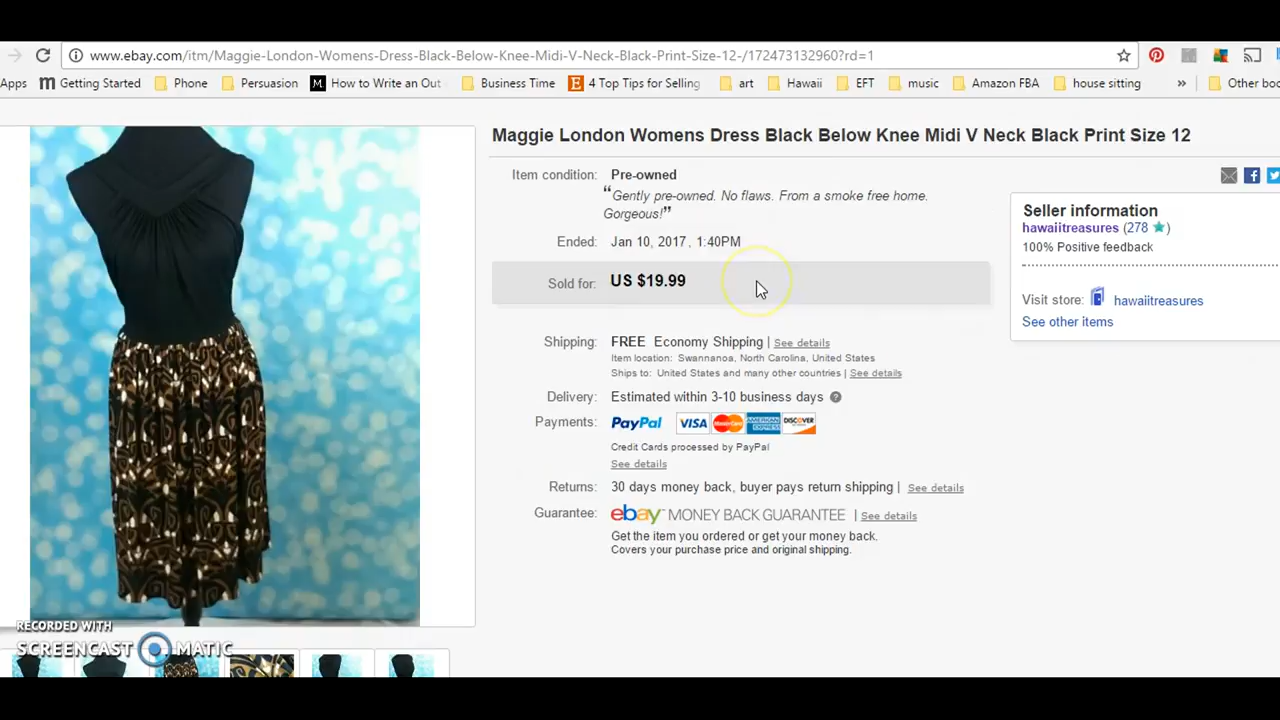 www.ebay.com/itm/Maggie-London-Womens-Dress-Black-Below-Knee-Midi-V-Neck-Black-Print-Size-12-/172473132960?rd=1
Apps Getting Started Phone Persuasion How to Write an Out Business Time 4 Top Tips for Selling art Hawaii EFT music Amazon FBA house sitting » Other boo
Maggie London Womens Dress Black Below Knee Midi V Neck Black Print Size 12
Item condition: Pre-owned
“Gently pre-owned. No flaws. From a smoke free home.
Gorgeous!”
Ended: Jan 10, 2017 , 1:40PM
Sold for: US $19.99
Shipping: FREE Economy Shipping | See details
Item location: Swannanoa, North Carolina, United States
Ships to: United States and many other countries | See details
Delivery: Estimated within 3-10 business days ?
Payments: PayPal VISA MasterCard AMERICAN EXPRESS DISCOVER
Credit Cards processed by PayPal
See details
Returns: 30 days money back, buyer pays return shipping | See details
Guarantee: ebay MONEY BACK GUARANTEE | See details
Get the item you ordered or get your money back.
Covers your purchase price and original shipping.
Seller information
hawaiitreasures (278 )
100% Positive feedback
Visit store: hawaiitreasures
See other items
RECORDED WITH
SCREENCAST MATIC